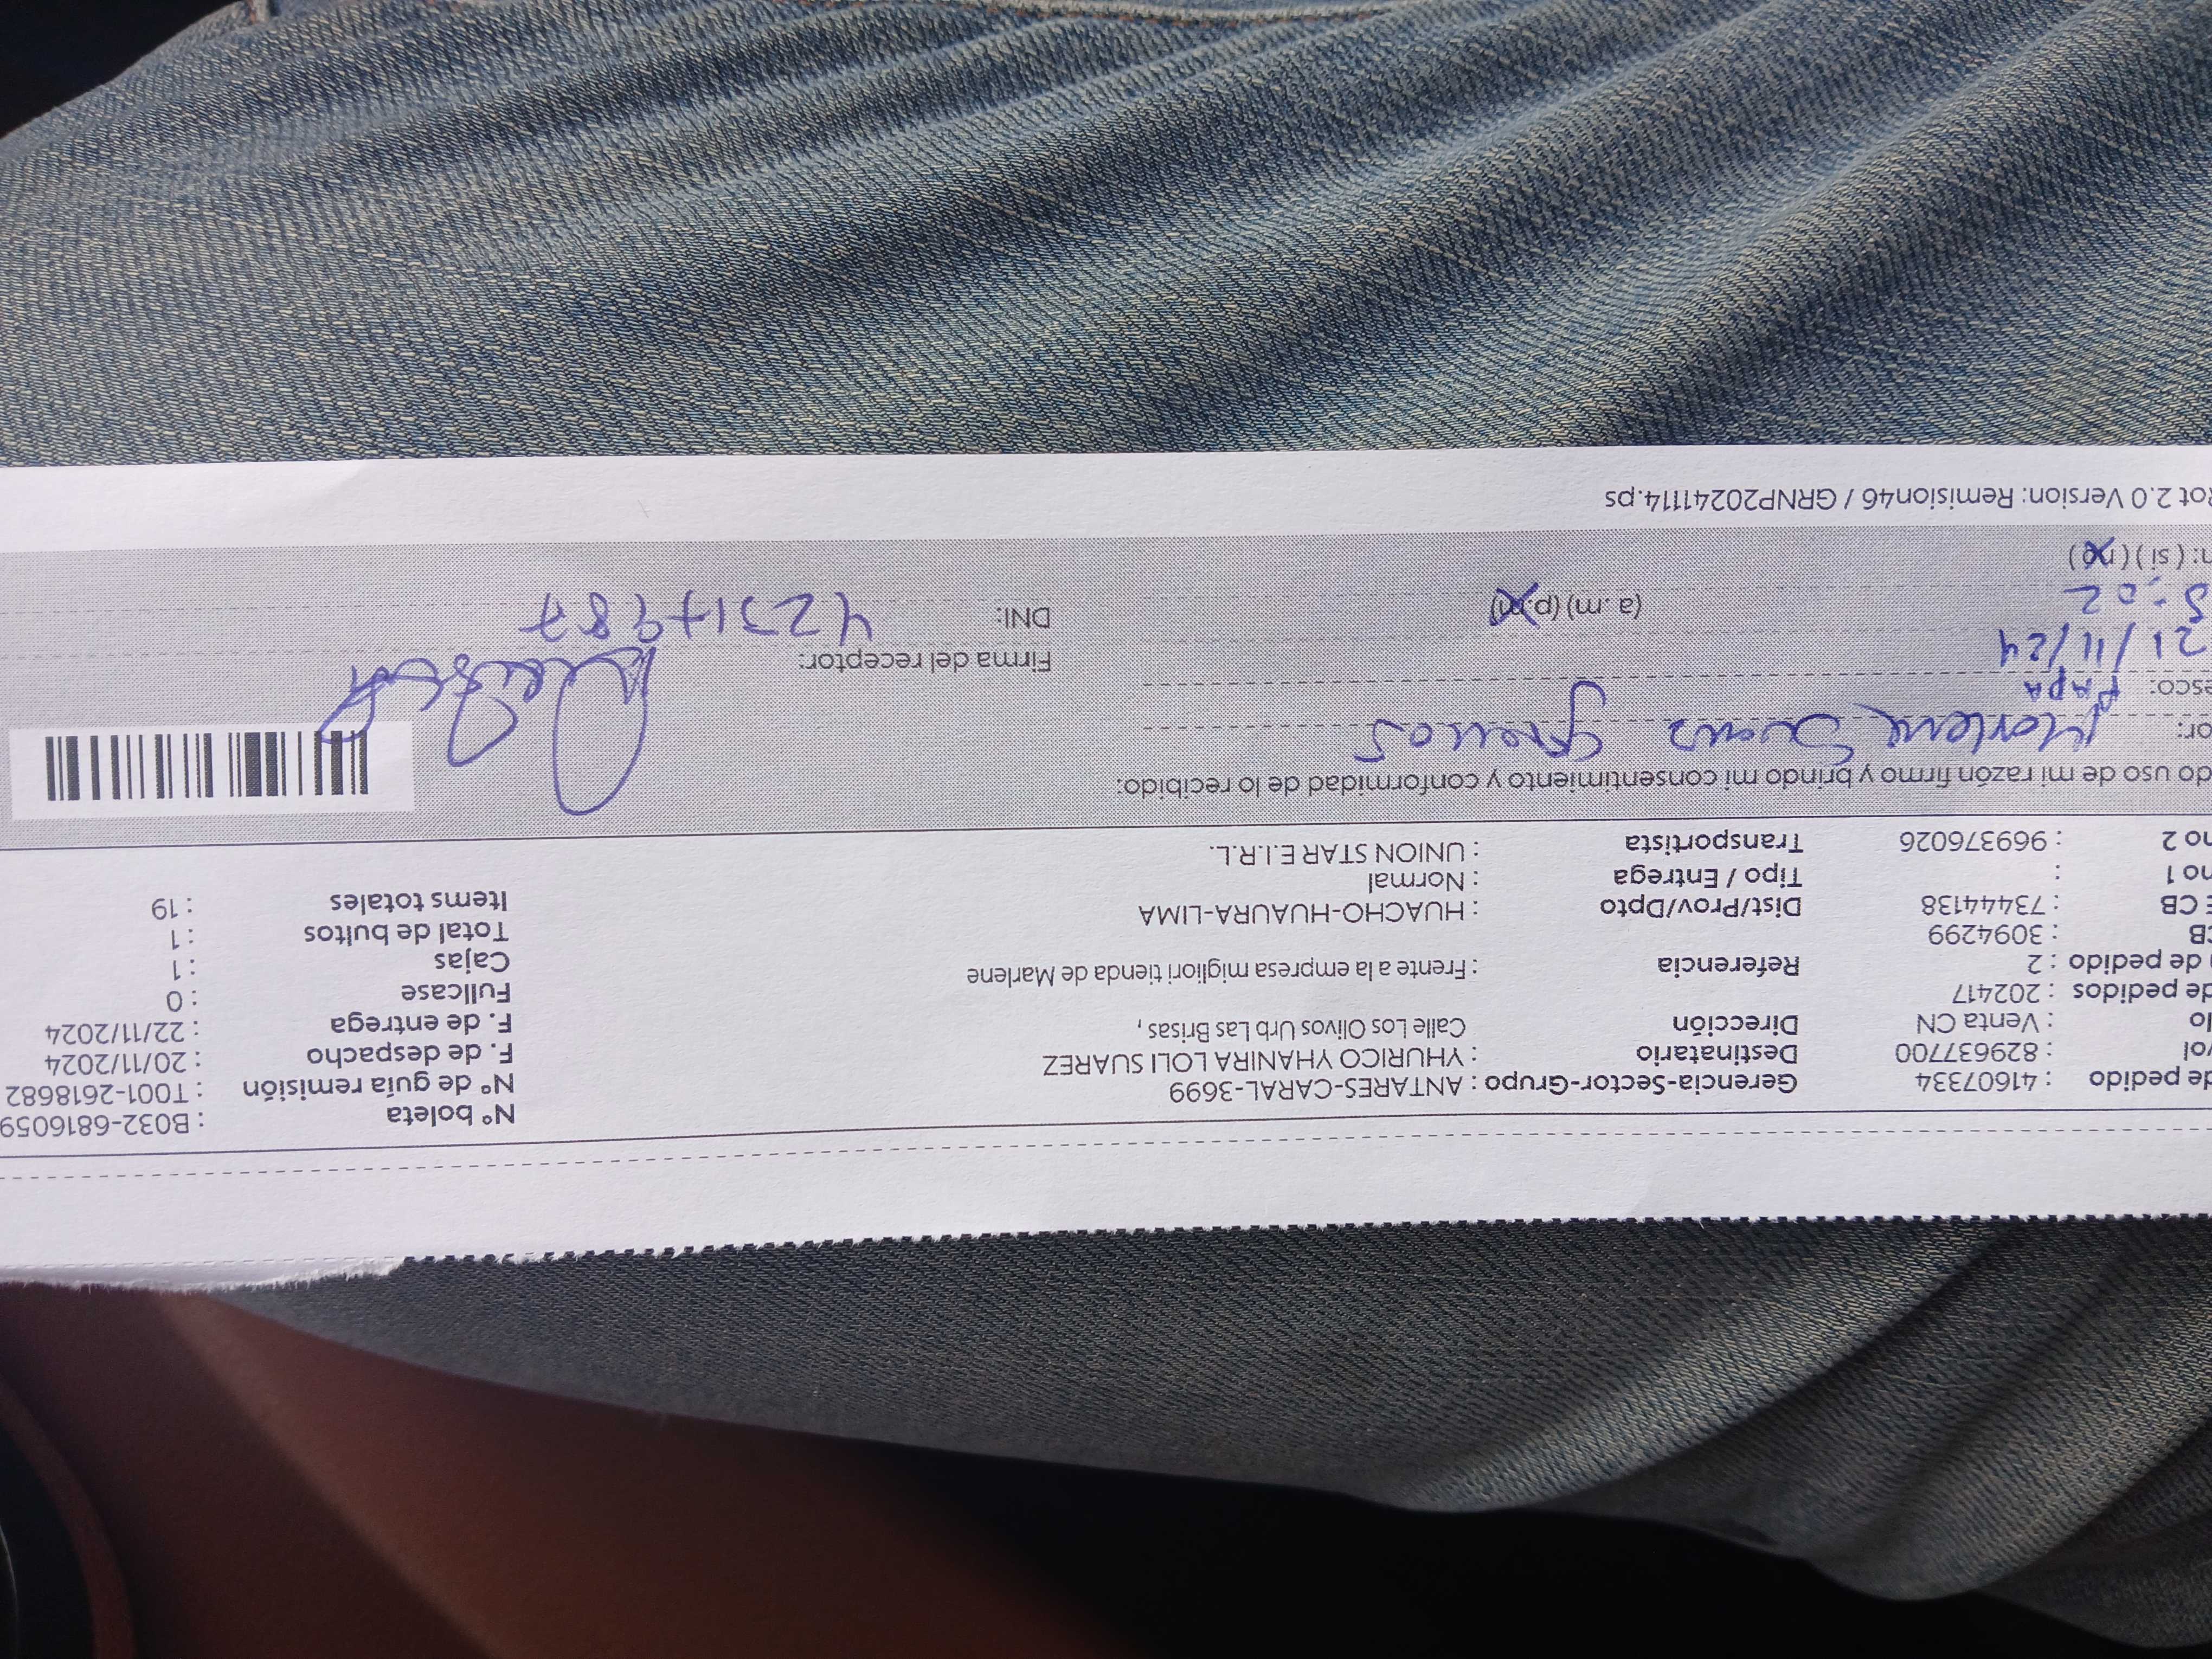 de pedido : 41607334 Gerencia-Sector-Grupo : ANTARES-CARAL-3699 Nº boleta : B032-6816059
rol : 829637700 Destinatario : YHURICO YHANIRA LOLI SUAREZ Nº de guía remisión : T001-2618682
lo : Venta CN Dirección Calle Los Olivos Urb Las Brisas , F. de despacho : 20/11/2024
de pedidos : 202417 F. de entrega : 22/11/2024
de pedido : 2 Referencia : Frente a la empresa migliori tienda de Marlene Fullcase : 0
CB : 3094299 Cajas : 1
E CB : 73444138 Dist/Prov/Dpto : HUACHO-HUAURA-LIMA Total de bultos : 1
no 1 : Tipo / Entrega : Normal Items totales : 19
no 2 : 969376026 Transportista : UNION STAR E.I.R.L.
do uso de mi razón firmo y brindo mi consentimiento y conformidad de lo recibido.
or: Marlene
esco: PAPA Firma del receptor:
21/11/24
5:02 (a.m) (p.m) DNI: 42517987
n: (si) (no)
Rot 2.0 Version: Remision46 / GRNP20241114.ps